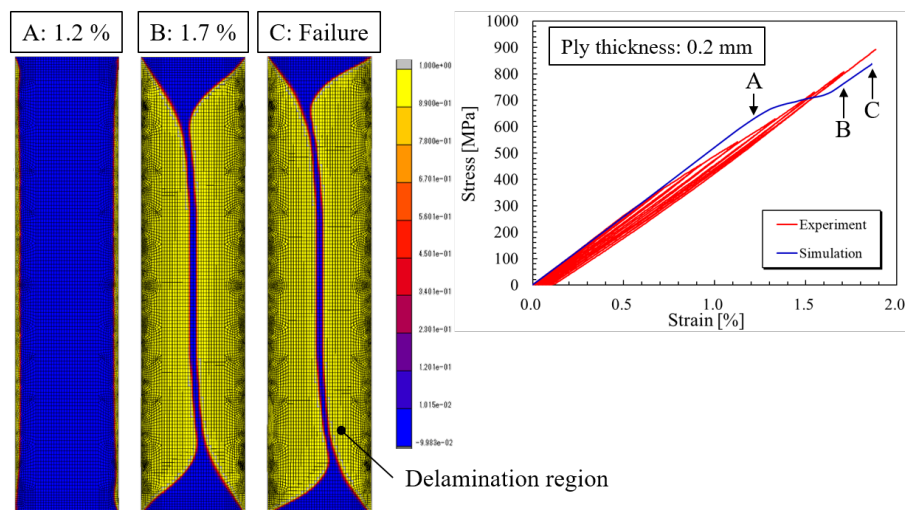 A: 1.2 %
B: 1.7 %
C: Failure
1.000e+00
8.900e-01
7.800e-01
6.701e-01
5.601e-01
4.501e-01
3.401e-01
2.301e-01
1.201e-01
1.015e-02
-9.983e-02
Delamination region
Ply thickness: 0.2 mm
Stress [MPa]
1000
900
800
700
600
500
400
300
200
100
0
A
B
C
Experiment
Simulation
0.0
0.5
1.0
1.5
2.0
Strain [%]